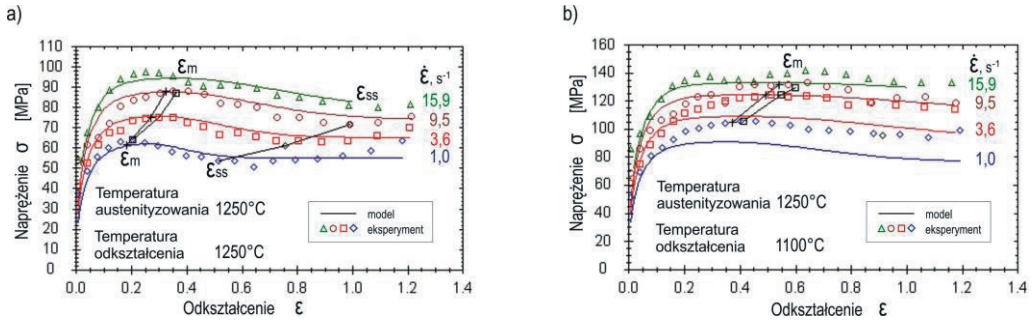 a)
Naprężenie σ [MPa]
110
100
90
80
70
60
50
40
30
20
10
0
0.0 0.2 0.4 0.6 0.8 1.0 1.2 1.4
Odkształcenie ε
εm
εm
εss
εss
ε̇, s⁻¹
15,9
9,5
3,6
1,0
Temperatura
austenityzowania 1250°C
Temperatura
odkształcenia 1250°C
model
eksperyment
b)
Naprężenie σ [MPa]
160
140
120
100
80
60
40
20
0
0.0 0.2 0.4 0.6 0.8 1.0 1.2 1.4
Odkształcenie ε
εm
ε̇, s⁻¹
15,9
9,5
3,6
1,0
Temperatura
austenityzowania 1250°C
Temperatura
odkształcenia 1100°C
model
eksperyment